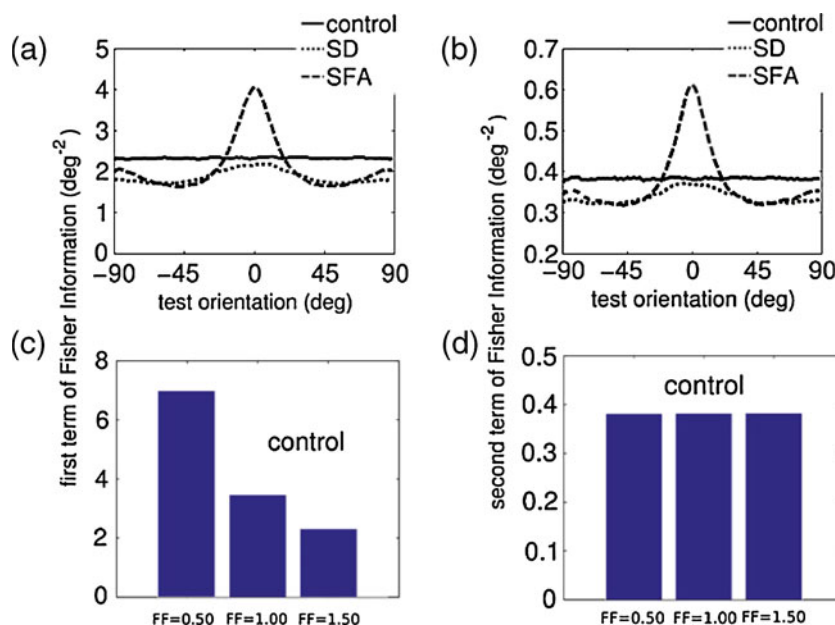 (a)
control
SD
SFA
first term of Fisher Information (deg⁻²)
5
4
3
2
1
0
−90
−45
0
45
90
test orientation (deg)
(b)
control
SD
SFA
second term of Fisher Information (deg⁻²)
0.7
0.6
0.5
0.4
0.3
0.2
−90
−45
0
45
90
test orientation (deg)
(c)
8
6
4
2
0
control
FF=0.50
FF=1.00
FF=1.50
(d)
0.5
0.4
0.3
0.2
0.1
0
control
FF=0.50
FF=1.00
FF=1.50